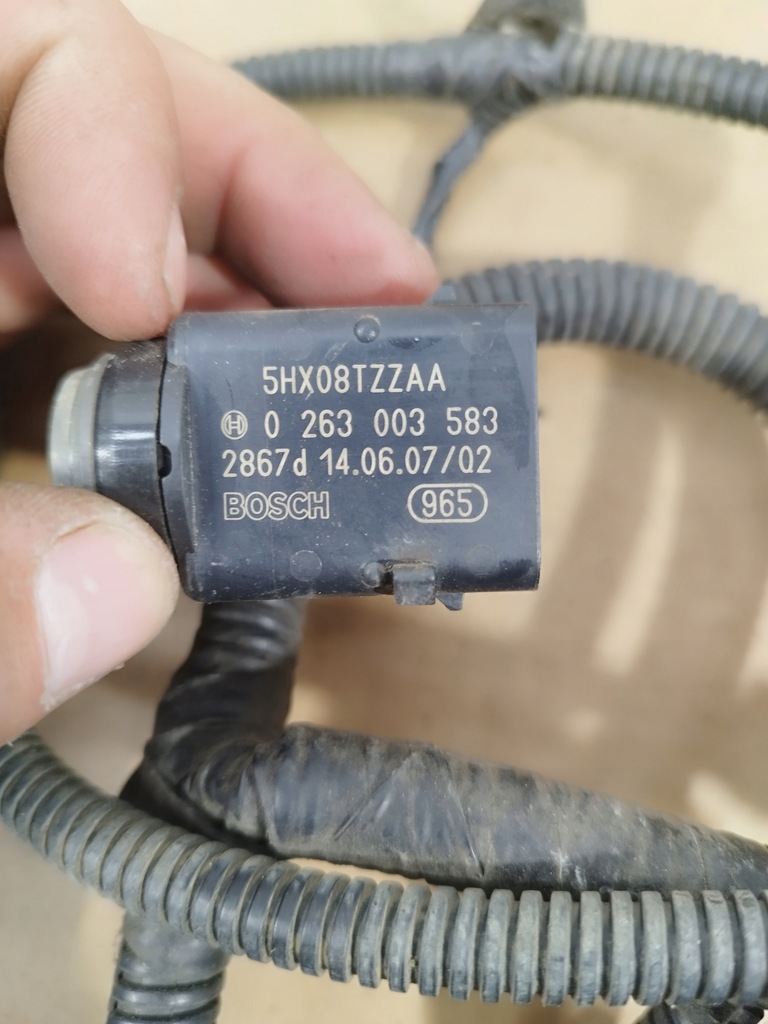 5HX08TZZAA
0 263 003 583
2867d 14.06.07/02
BOSCH 965